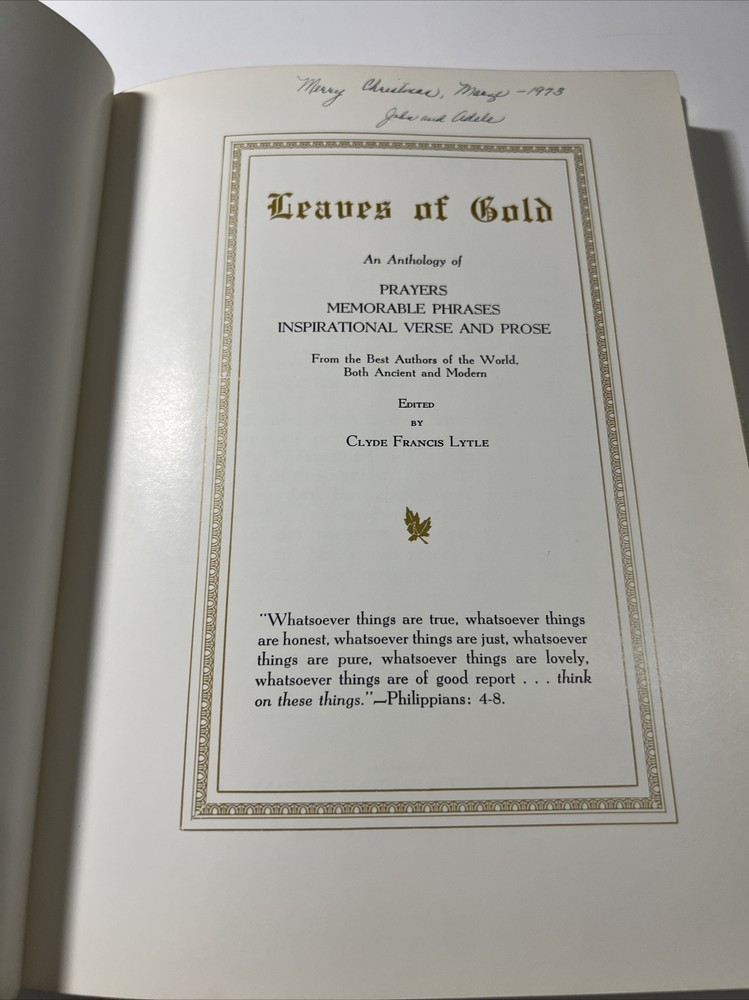 Merry Christmas, Marge - 1973
John and Adele
Leaves of Gold
An Anthology of
PRAYERS
MEMORABLE PHRASES
INSPIRATIONAL VERSE AND PROSE
From the Best Authors of the World,
Both Ancient and Modern
EDITED
BY
CLYDE FRANCIS LYTLE
"Whatsoever things are true, whatsoever things
are honest, whatsoever things are just, whatsoever
things are pure, whatsoever things are lovely,
whatsoever things are of good report . . . think
on these things."—Philippians: 4-8.